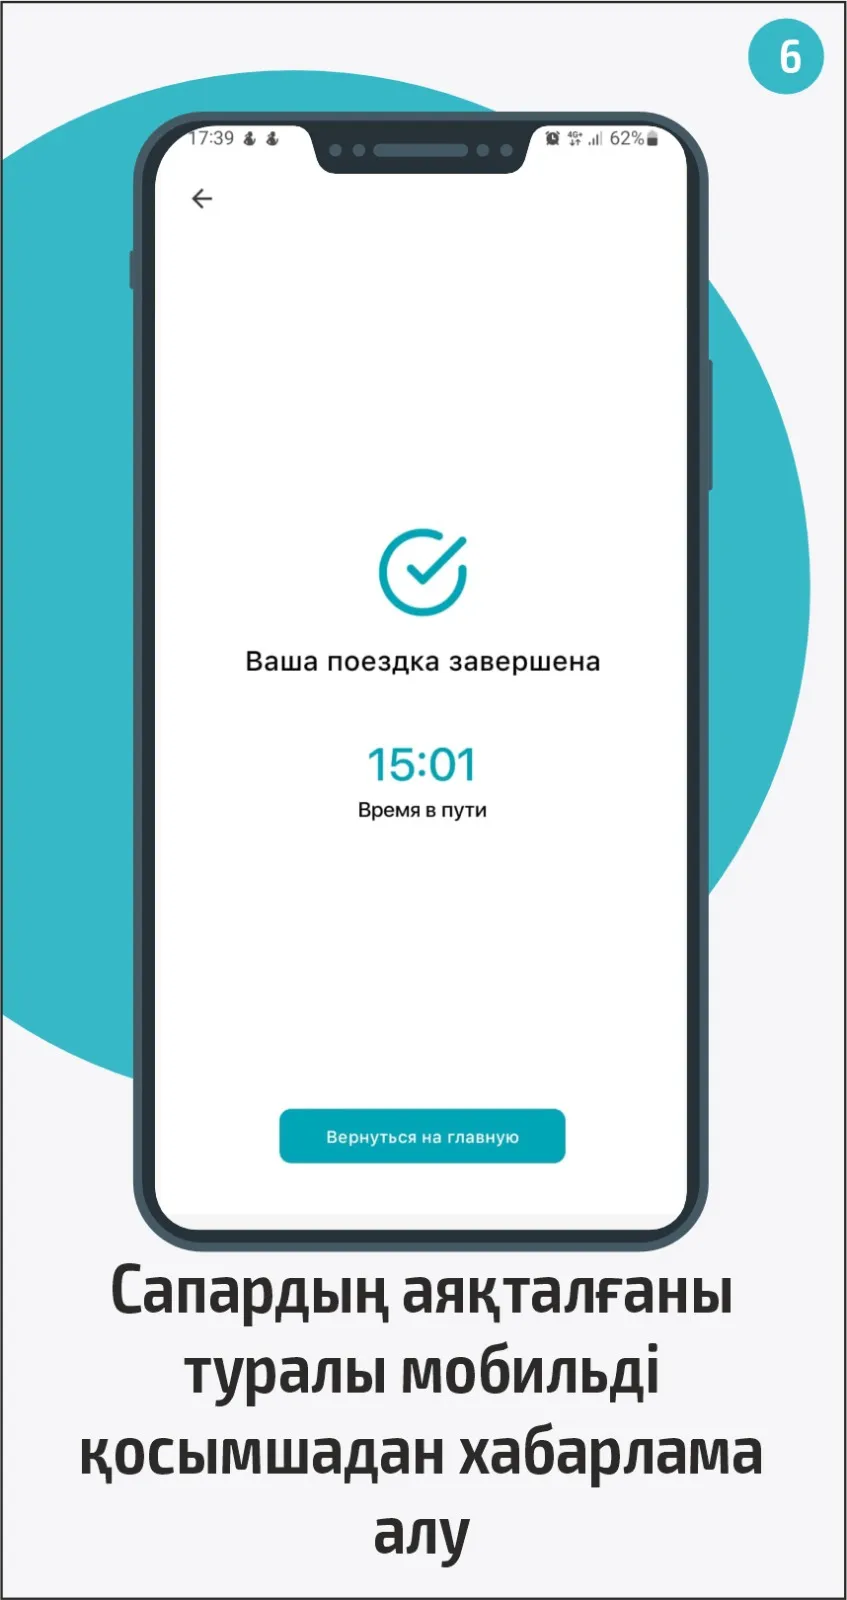 6
17:39
4G+ 62%
Ваша поездка завершена
15:01
Время в пути
Вернуться на главную
Сапардың аяқталғаны
туралы мобильді
қосымшадан хабарлама
алу